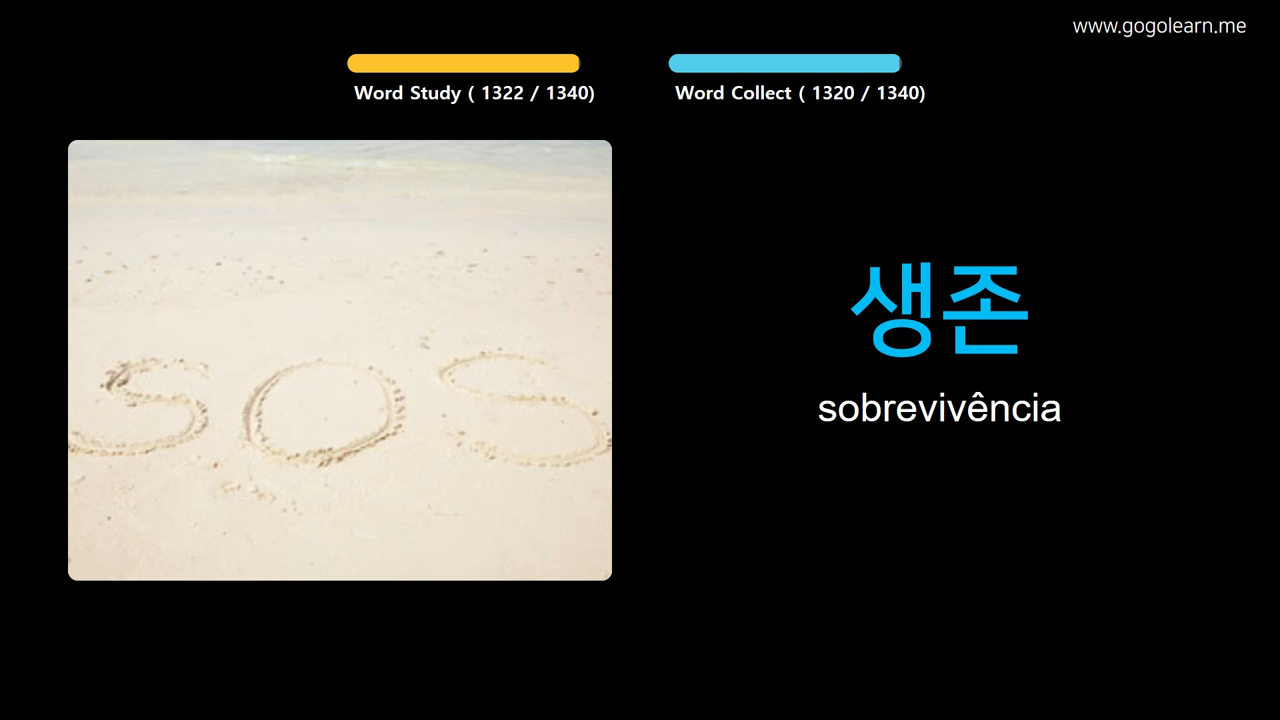 www.gogolearn.me
Word Study ( 1322 / 1340)
Word Collect ( 1320 / 1340)
SOS
생존
sobrevivência